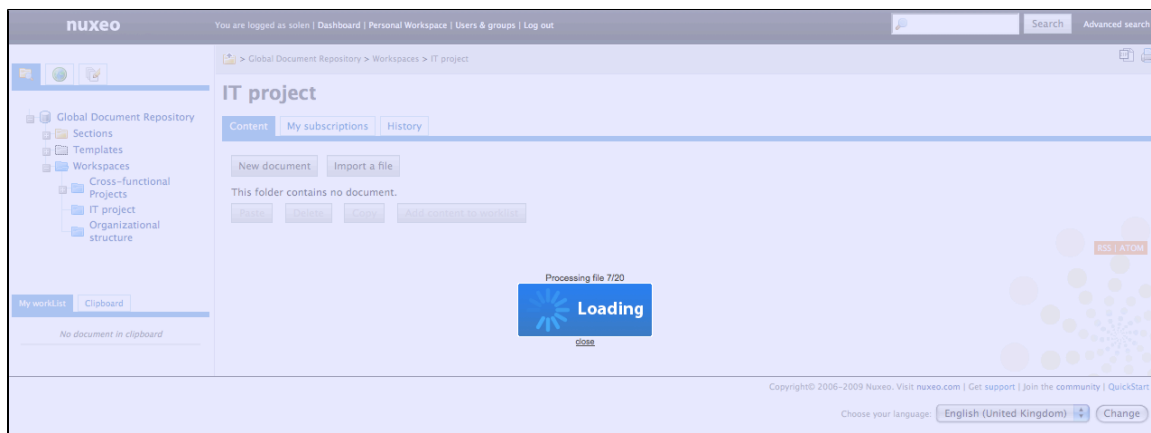 nuxeo
You are logged as solen | Dashboard | Personal Workspace | Users & groups | Log out
Search
Advanced search
> Global Document Repository > Workspaces > IT project
IT project
Global Document Repository
Sections
Templates
Workspaces
Cross-functional
Projects
IT project
Organizational
structure
Content
My subscriptions
History
New document
Import a file
This folder contains no document.
Paste
Delete
Copy
Add content to worklist
RSS | ATOM
Processing file 7/20
Loading
close
My workList
Clipboard
No document in clipboard
Copyright© 2006-2009 Nuxeo. Visit nuxeo.com | Get support | Join the community | QuickStart
Choose your language:
English (United Kingdom)
Change